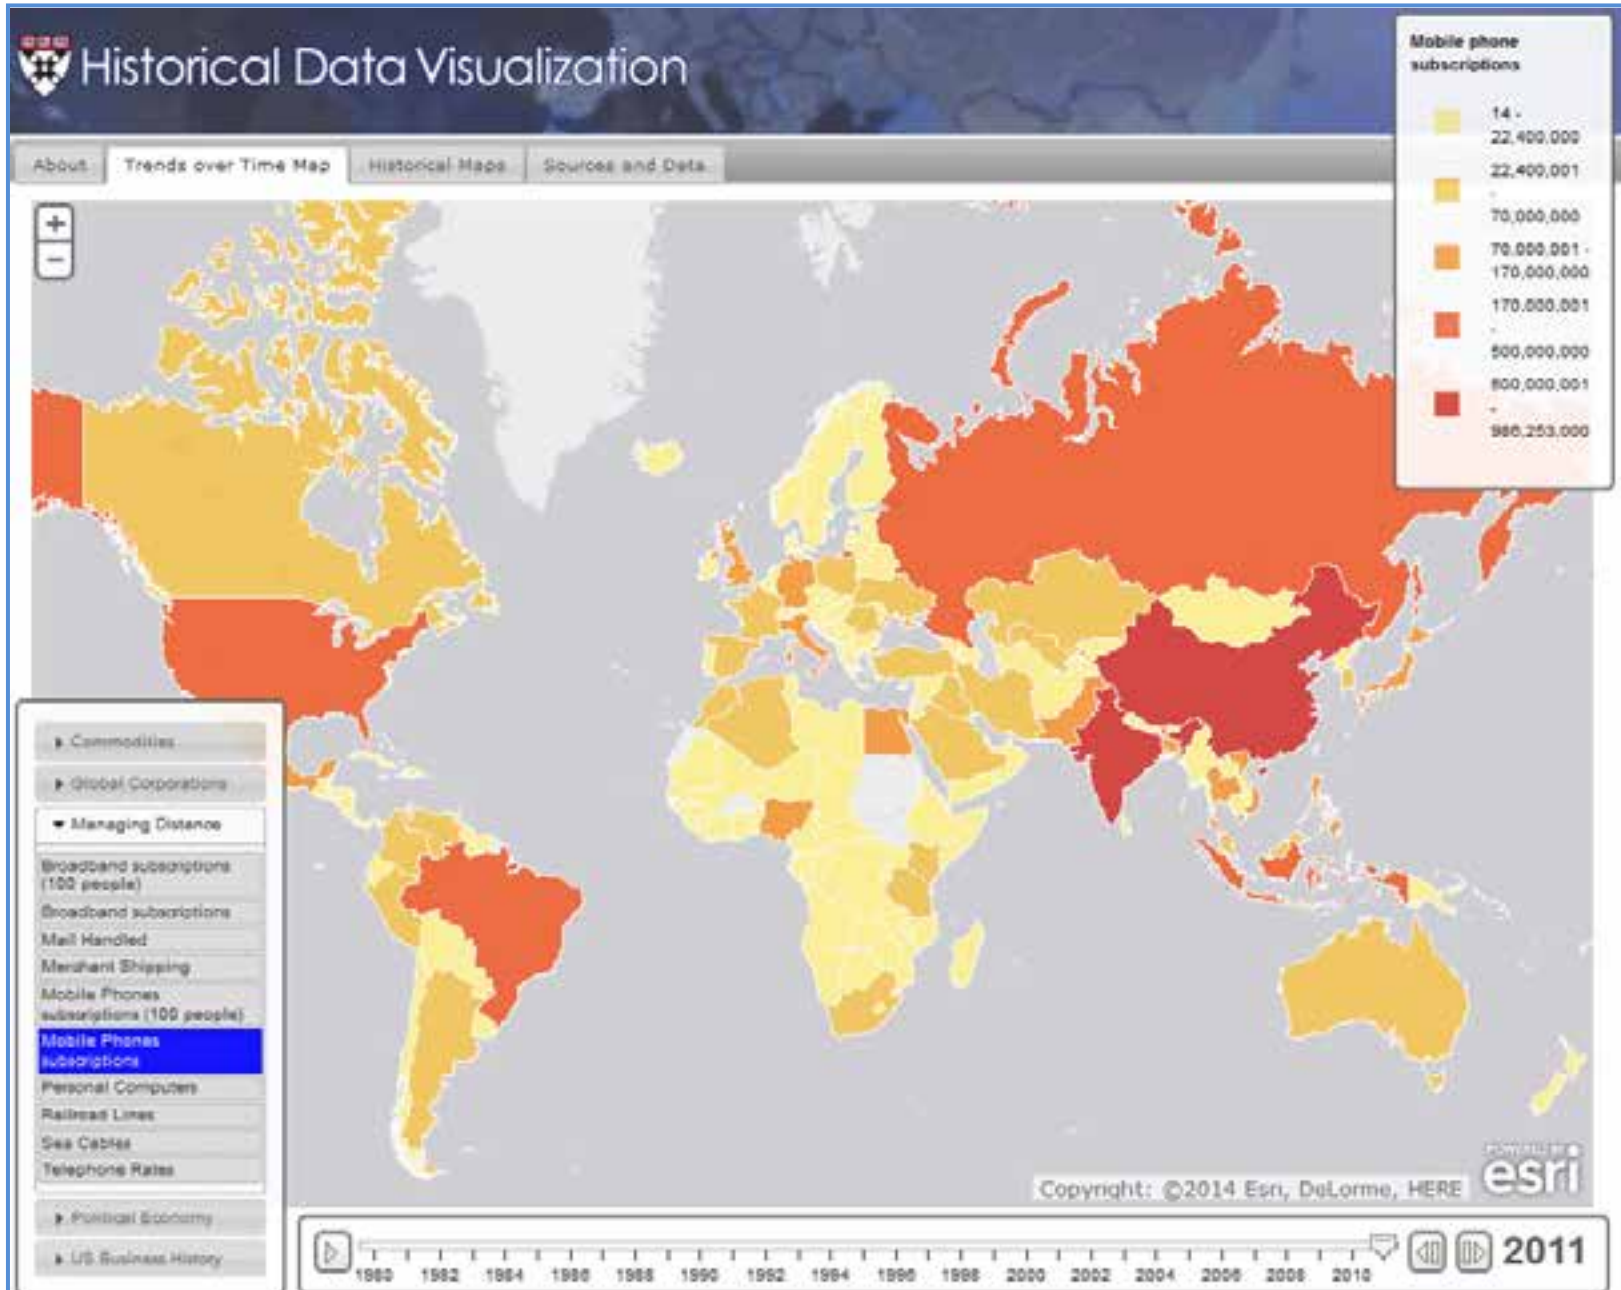 Historical Data Visualization
About
Trends over Time Map
Historical Maps
Sources and Data
Mobile phone
subscriptions
14 -
22,400,000
22,400,001
-
70,000,000
70,000,001 -
170,000,000
170,000,001
-
500,000,000
-
986,253,000
+
−
Commodities
Global Corporations
Managing Distance
Broadband subscriptions
(100 people)
Broadband subscriptions
Mail Handled
Merchant Shipping
Mobile Phones
subscriptions (100 people)
Mobile Phones
subscriptions
Personal Computers
Railroad Lines
Sea Cables
Telephone Rates
Political Economy
US Business History
POWERED BY
esri
Copyright: ©2014 Esri, DeLorme, HERE
1980 1982 1984 1986 1988 1990 1992 1994 1996 1998 2000 2002 2004 2006 2008 2010
2011